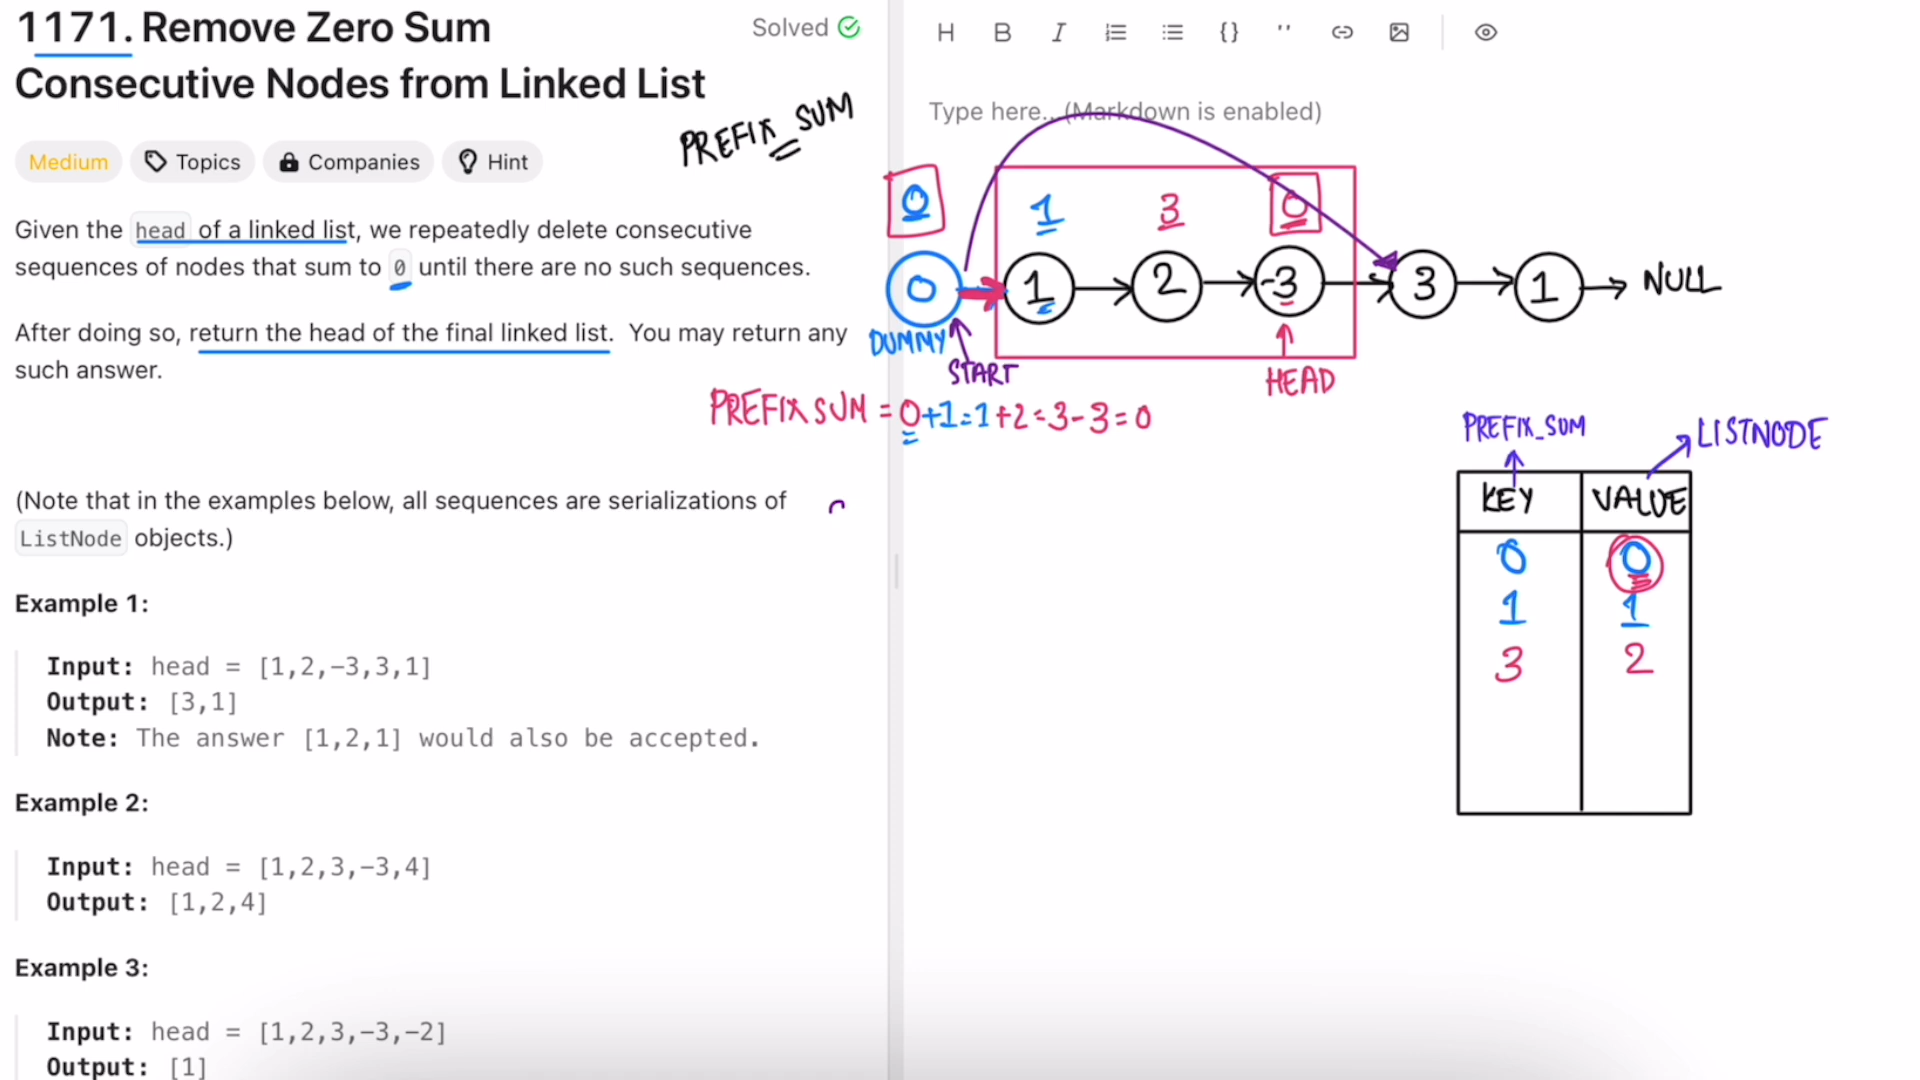 1171. Remove Zero Sum
Consecutive Nodes from Linked List
Solved
Medium Topics Companies Hint
PREFIX_SUM
Given the head of a linked list, we repeatedly delete consecutive
sequences of nodes that sum to 0 until there are no such sequences.
After doing so, return the head of the final linked list. You may return any
such answer.
(Note that in the examples below, all sequences are serializations of
ListNode objects.)
Example 1:
Input: head = [1,2,-3,3,1]
Output: [3,1]
Note: The answer [1,2,1] would also be accepted.
Example 2:
Input: head = [1,2,3,-3,4]
Output: [1,2,4]
Example 3:
Input: head = [1,2,3,-3,-2]
Output: [1]
H B I {} ''
Type here...(Markdown is enabled)
0 1 3 0
0 1 2 -3 3 1 NULL
DUMMY
START
HEAD
PREFIXSUM = 0+1=1+2=3-3=0
PREFIX_SUM LISTNODE
KEY VALUE
0 0
1 1
3 2